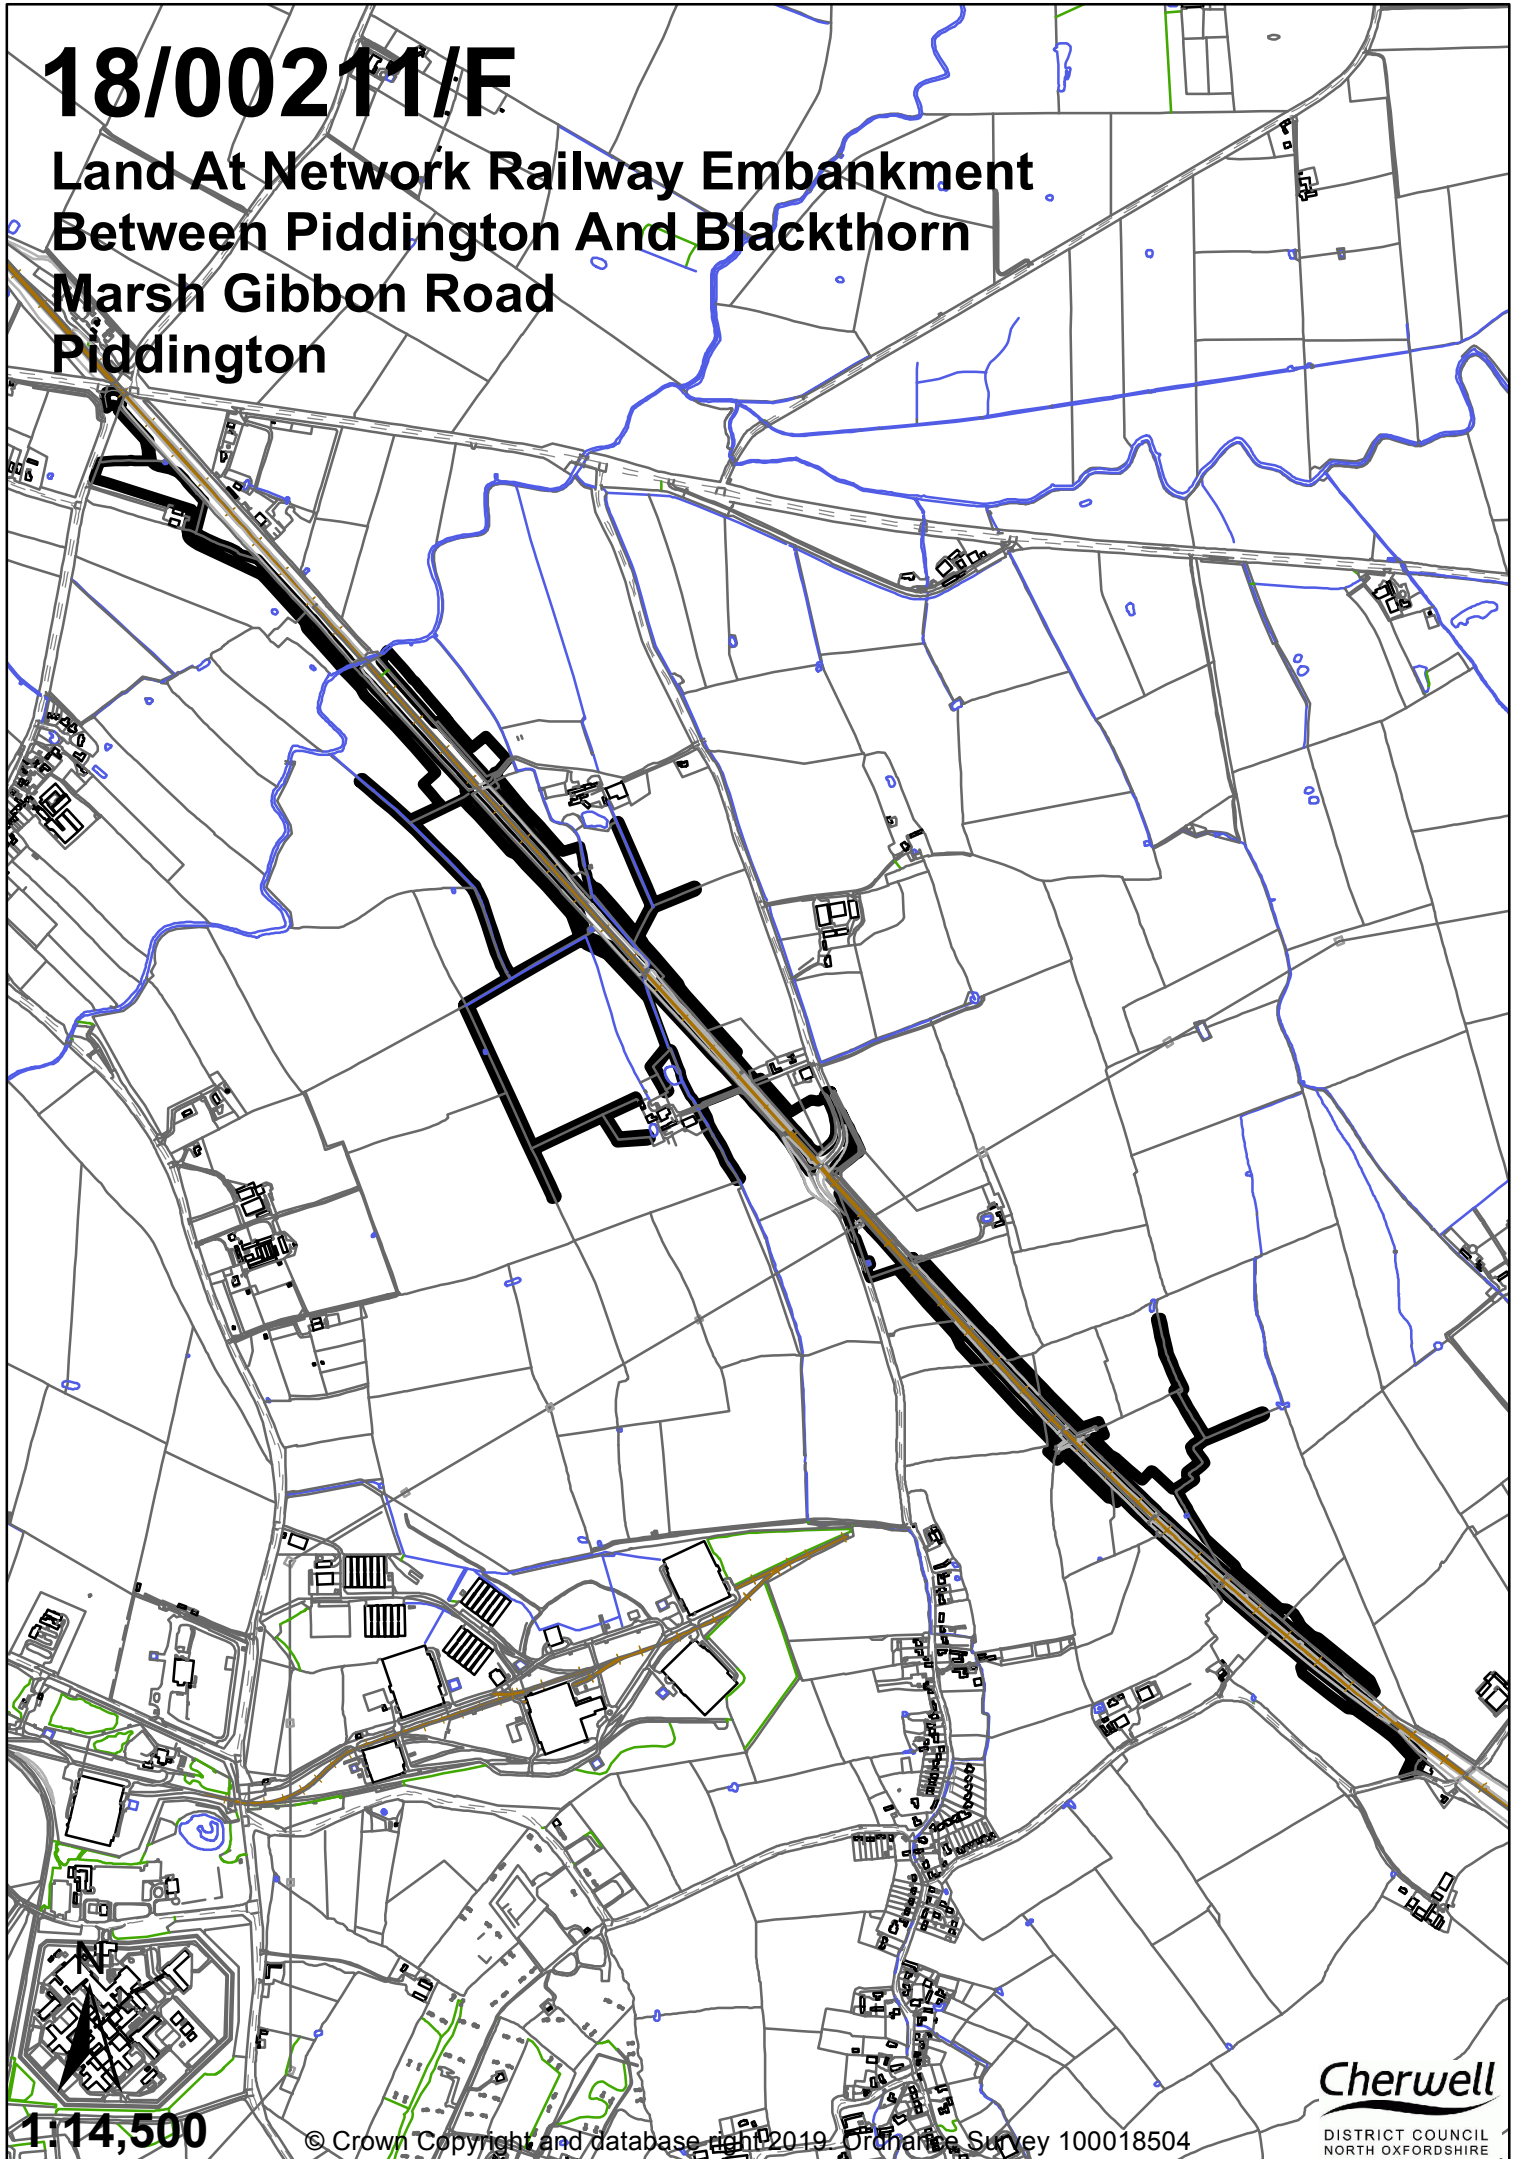 18/00211/F
Land At Network Railway Embankment
Between Piddington And Blackthorn
Marsh Gibbon Road
Piddington
N
1:14,500
© Crown Copyright and database right 2019. Ordnance Survey 100018504
Cherwell
DISTRICT COUNCIL
NORTH OXFORDSHIRE